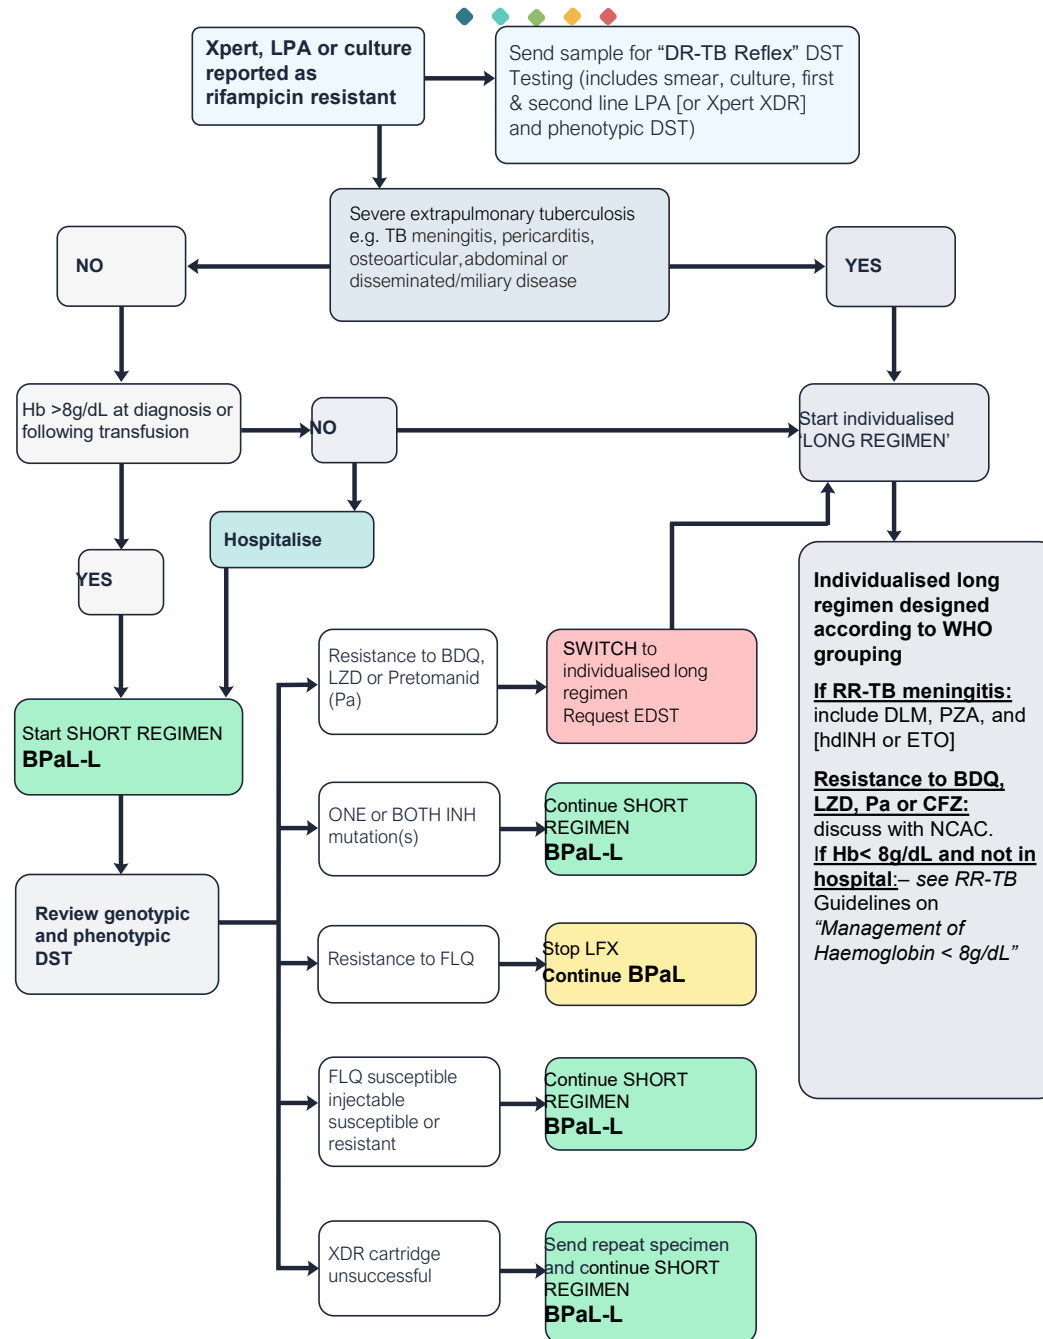 Xpert, LPA or culture
reported as
rifampicin resistant
Send sample for “DR-TB Reflex” DST
Testing (includes smear, culture, first
& second line LPA [or Xpert XDR]
and phenotypic DST)
Severe extrapulmonary tuberculosis
e.g. TB meningitis, pericarditis,
osteoarticular, abdominal or
disseminated/miliary disease
NO
YES
Hb >8g/dL at diagnosis or
following transfusion
NO
Start individualised
‘LONG REGIMEN’
Hospitalise
YES
Start SHORT REGIMEN
BPaL-L
Review genotypic
and phenotypic
DST
Resistance to BDQ,
LZD or Pretomanid
(Pa)
SWITCH to
individualised long
regimen
Request EDST
ONE or BOTH INH
mutation(s)
Continue SHORT
REGIMEN
BPaL-L
Resistance to FLQ
Stop LFX
Continue BPaL
FLQ susceptible
injectable
susceptible or
resistant
Continue SHORT
REGIMEN
BPaL-L
XDR cartridge
unsuccessful
Send repeat specimen
and continue SHORT
REGIMEN
BPaL-L
Individualised long
regimen designed
according to WHO
grouping
If RR-TB meningitis:
include DLM, PZA, and
[hdINH or ETO]
Resistance to BDQ,
LZD, Pa or CFZ:
discuss with NCAC.
If Hb< 8g/dL and not in
hospital:– see RR-TB
Guidelines on
“Management of
Haemoglobin < 8g/dL”